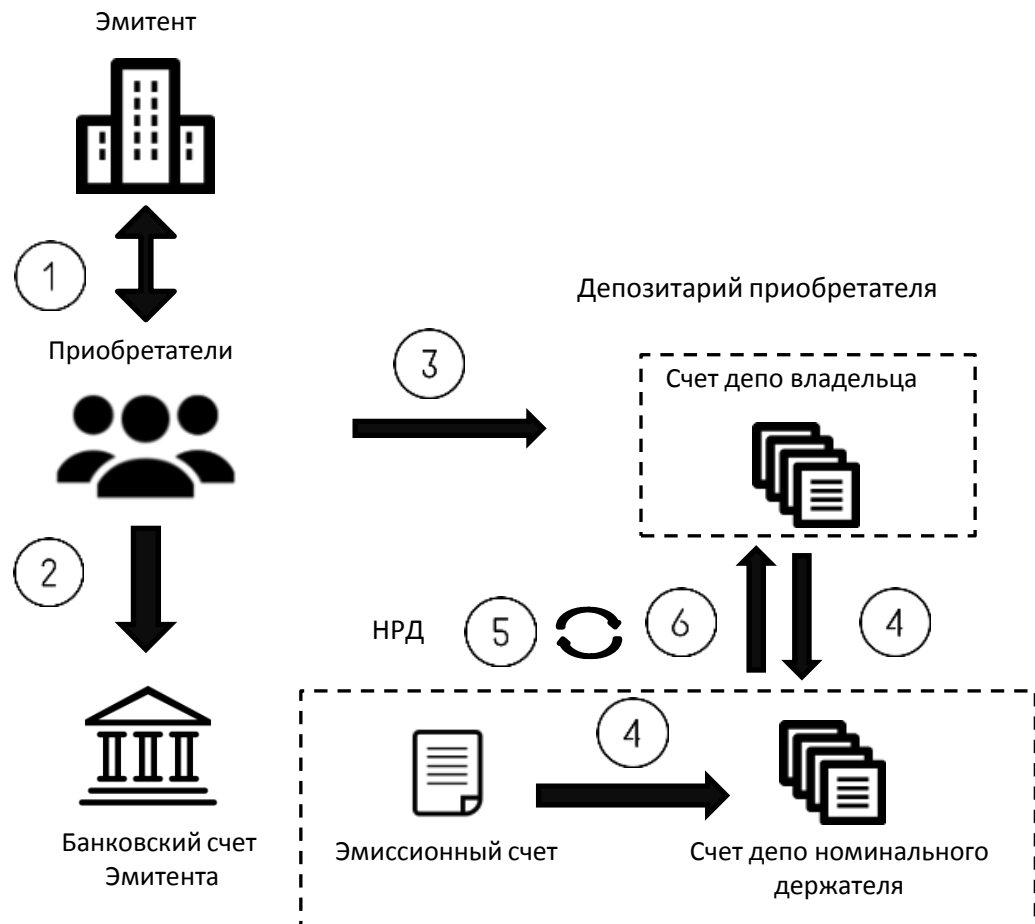 Эмитент
1
Депозитарий приобретателя
Приобретатели
3
Счет депо владельца
2
НРД
5
6
4
4
Банковский счет
Эмитента
Эмиссионный счет
Счет депо номинального
держателя